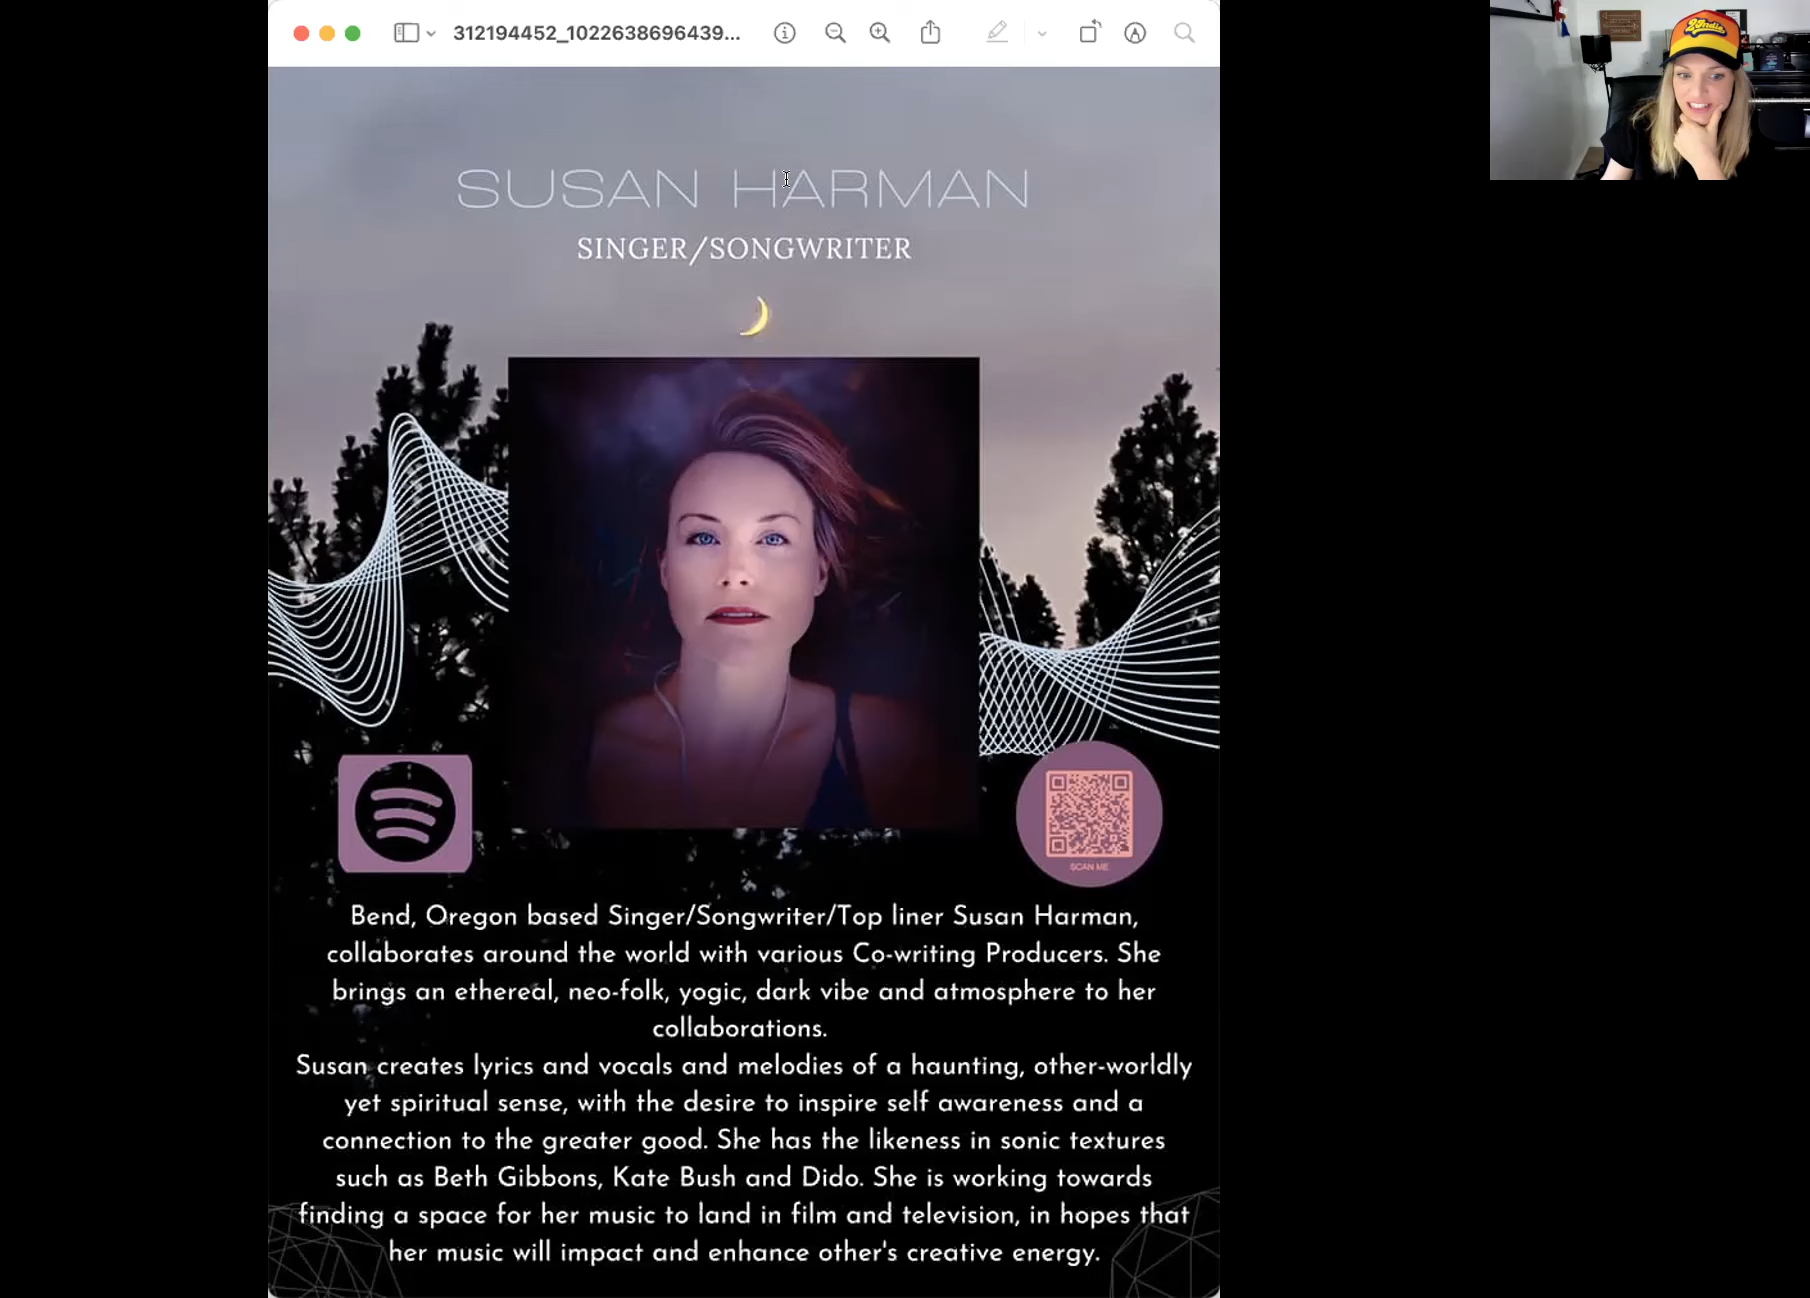 312194452_1022638696439...
SUSAN HARMAN
SINGER/SONGWRITER
SCAN ME
Bend, Oregon based Singer/Songwriter/Top liner Susan Harman,
collaborates around the world with various Co-writing Producers. She
brings an ethereal, neo-folk, yogic, dark vibe and atmosphere to her
collaborations.
Susan creates lyrics and vocals and melodies of a haunting, other-worldly
yet spiritual sense, with the desire to inspire self awareness and a
connection to the greater good. She has the likeness in sonic textures
such as Beth Gibbons, Kate Bush and Dido. She is working towards
finding a space for her music to land in film and television, in hopes that
her music will impact and enhance other's creative energy.